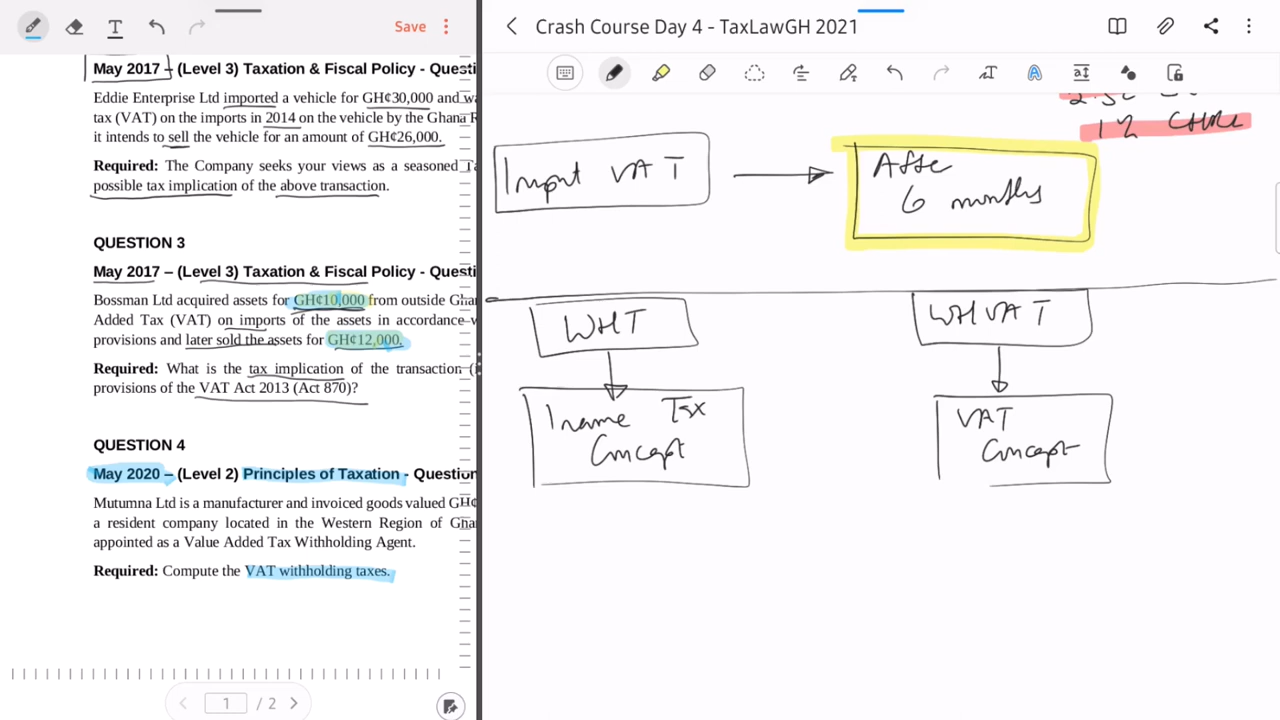 Save
May 2017 – (Level 3) Taxation & Fiscal Policy - Questi
Eddie Enterprise Ltd imported a vehicle for GH¢30,000 and wa
tax (VAT) on the imports in 2014 on the vehicle by the Ghana R
it intends to sell the vehicle for an amount of GH¢26,000.
Required: The Company seeks your views as a seasoned Ta
possible tax implication of the above transaction.
QUESTION 3
May 2017 – (Level 3) Taxation & Fiscal Policy - Questi
Bossman Ltd acquired assets for GH¢10,000 from outside Gha
Added Tax (VAT) on imports of the assets in accordance w
provisions and later sold the assets for GH¢12,000.
Required: What is the tax implication of the transaction (
provisions of the VAT Act 2013 (Act 870)?
QUESTION 4
May 2020 – (Level 2) Principles of Taxation - Question
Mutumna Ltd is a manufacturer and invoiced goods valued GH¢
a resident company located in the Western Region of Ghan
appointed as a Value Added Tax Withholding Agent.
Required: Compute the VAT withholding taxes.
1 / 2
Crash Course Day 4 - TaxLawGH 2021
1%
Input VAT
After
6 months
WHT
WHVAT
Income Tax
Concept
VAT
Concept